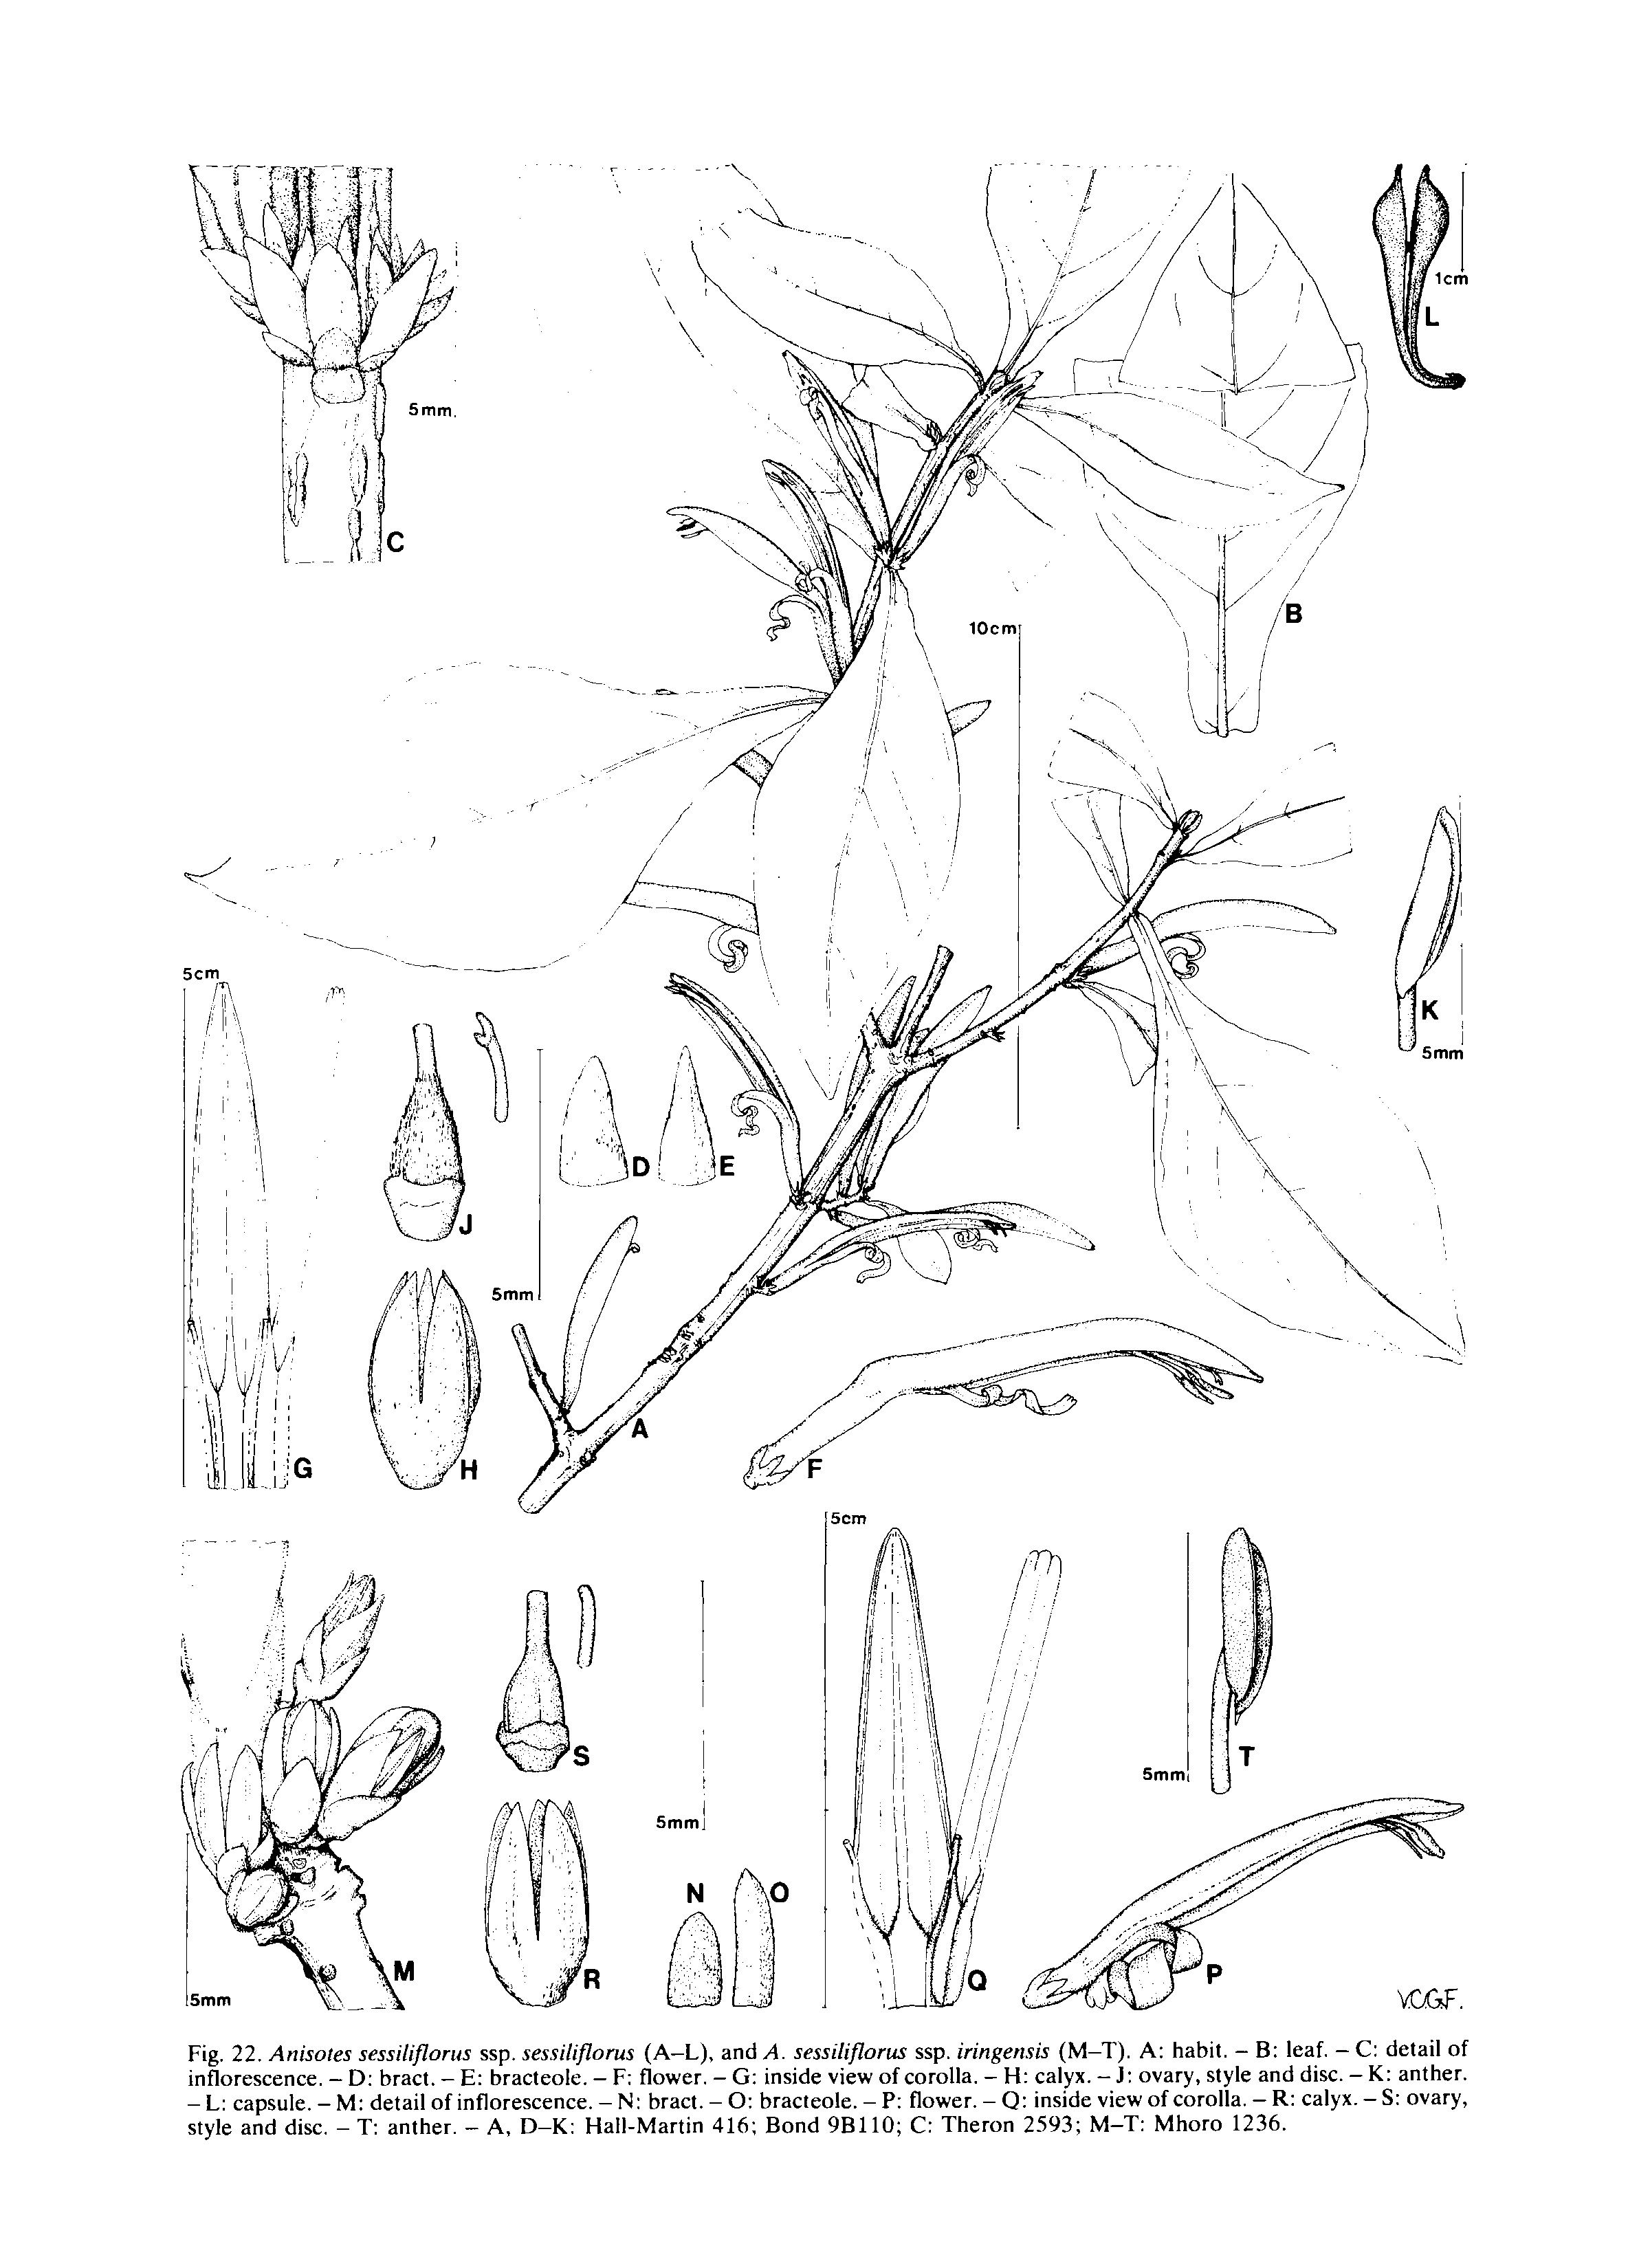 1cm
L
5mm.
C
B
10cm
5cm
K
5mm
D
E
J
5mm
A
G
H
F
5cm
S
T
5mm
5mm
N
O
M
R
Q
P
5mm
V.C.G.F.
Fig. 22. Anisotes sessiliflorus ssp. sessiliflorus (A–L), and A. sessiliflorus ssp. iringensis (M–T). A: habit. – B: leaf. – C: detail of
inflorescence. – D: bract. – E: bracteole. – F: flower. – G: inside view of corolla. – H: calyx. – J: ovary, style and disc. – K: anther.
– L: capsule. – M: detail of inflorescence. – N: bract. – O: bracteole. – P: flower. – Q: inside view of corolla. – R: calyx. – S: ovary,
style and disc. – T: anther. – A, D–K: Hall-Martin 416; Bond 9B110; C: Theron 2593; M–T: Mhoro 1236.